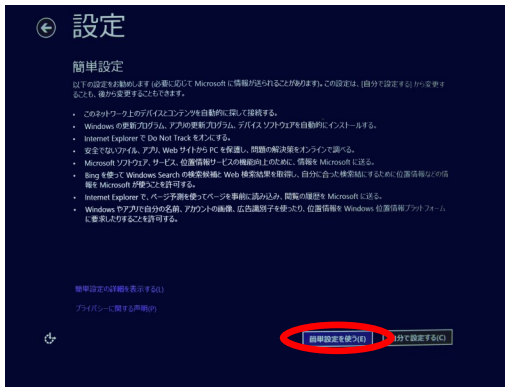 設定
簡単設定
以下の設定をお勧めします (必要に応じて Microsoft に情報が送られることがあります)。この設定は、[自分で設定する] から変更す
ることも、後から変更することもできます。
• このネットワーク上のデバイスとコンテンツを自動的に探して接続する。
• Windows の更新プログラム、アプリの更新プログラム、デバイス ソフトウェアを自動的にインストールする。
• Internet Explorer で Do Not Track をオンにする。
• 安全でないファイル、アプリ、Web サイトから PC を保護し、問題の解決策をオンラインで調べる。
• Microsoft ソフトウェア、サービス、位置情報サービスの機能向上のために、情報を Microsoft に送る。
• Bing を使って Windows Search の検索候補と Web 検索結果を取得し、自分に合った検索結にするために位置情報などの情
報を Microsoft が使うことを許可する。
• Internet Explorer で、ページ予測を使ってページを事前に読み込み、閲覧の履歴を Microsoft に送る。
• Windows やアプリで自分の名前、アカウントの画像、広告識別子を使ったり、位置情報を Windows 位置情報プラットフォーム
に要求したりすることを許可する。
簡単設定の詳細を表示する(L)
プライバシーに関する声明(P)
簡単設定を使う(E)
自分で設定する(C)